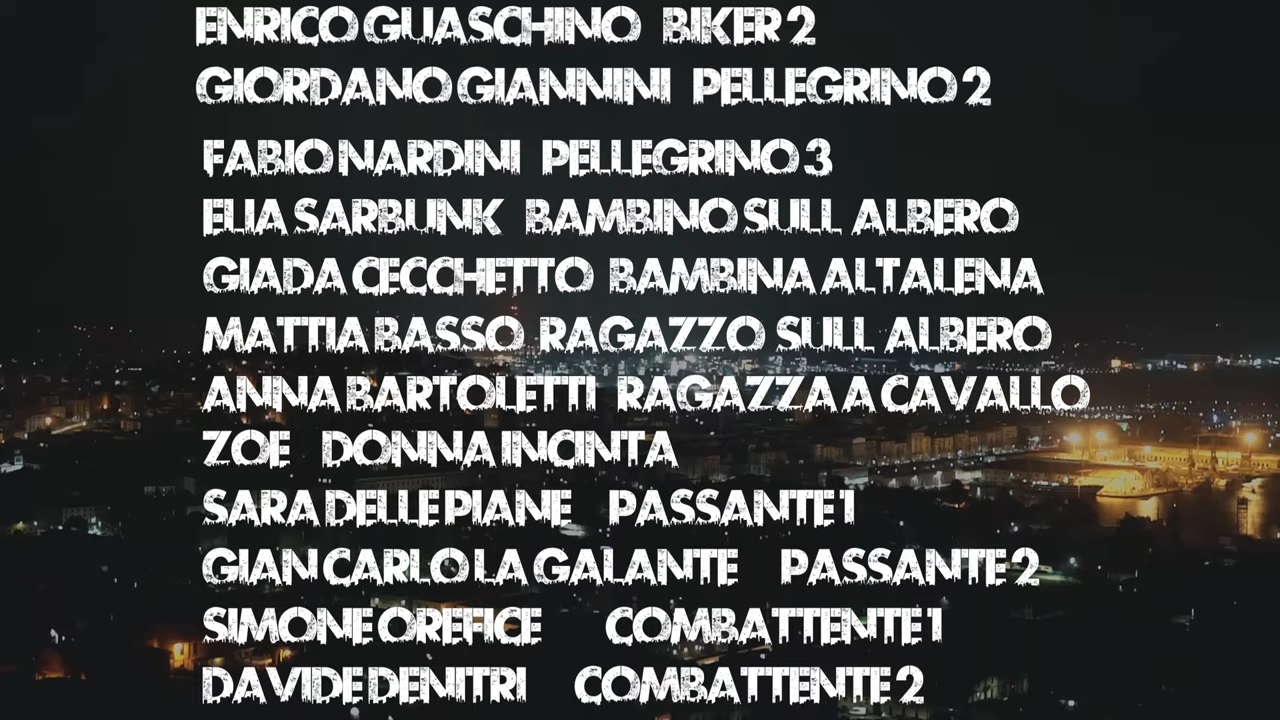 ENRICO GUASCHINO BIKER 2
GIORDANO GIANNINI PELLEGRINO 2
FABIO NARDINI PELLEGRINO 3
ELIA SARBUNK BAMBINO SULL ALBERO
GIADA CECCHETTO BAMBINA ALTALENA
MATTIA BASSO RAGAZZO SULL ALBERO
ANNA BARTOLETTI RAGAZZA A CAVALLO
ZOE DONNA INCINTA
SARA DELLE PIANE PASSANTE 1
GIAN CARLO LA GALANTE PASSANTE 2
SIMONE OREFICE COMBATTENTE 1
DAVIDE DENITRI COMBATTENTE 2